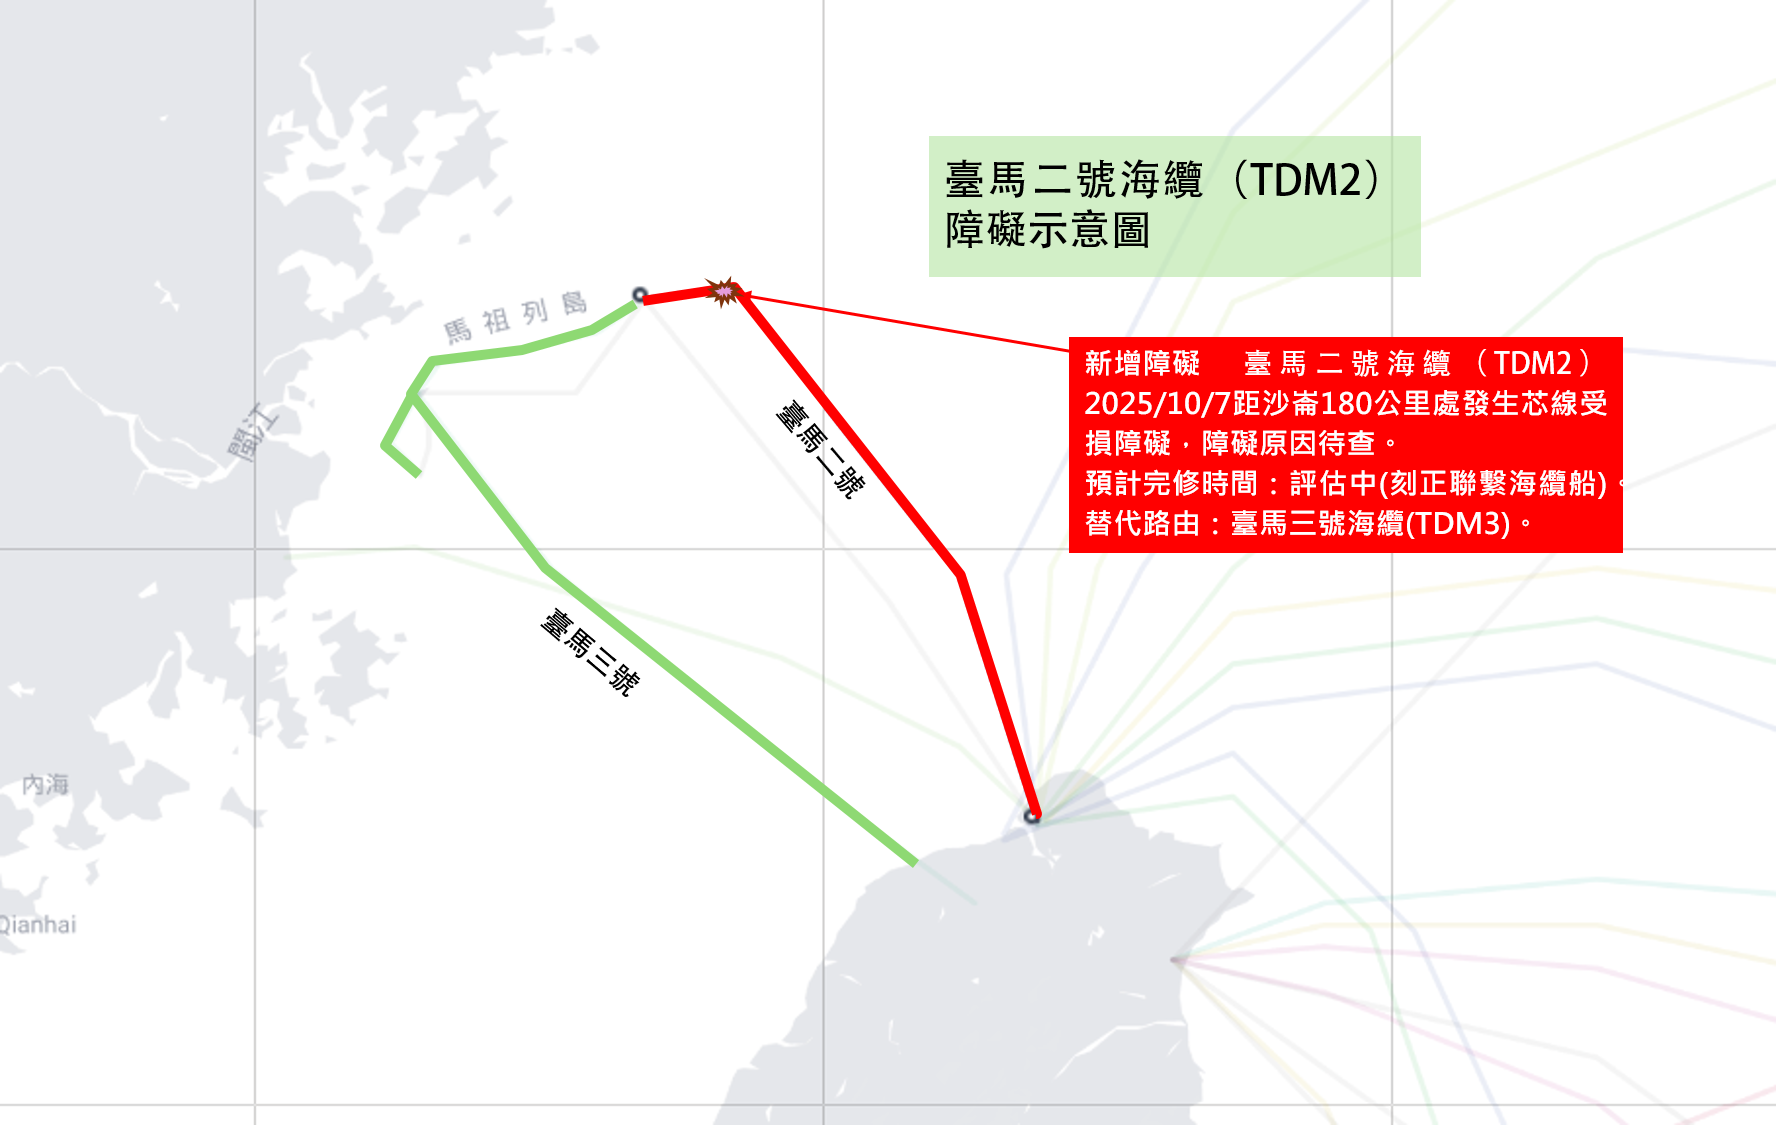 臺馬二號海纜（TDM2）
障礙示意圖
馬祖列島
新增障礙　臺馬二號海纜（TDM2）
2025/10/7距沙崙180公里處發生芯線受
損障礙，障礙原因待查。
預計完修時間：評估中(刻正聯繫海纜船)。
替代路由：臺馬三號海纜(TDM3)。
閩江
臺馬二號
臺馬三號
內海
Qianhai